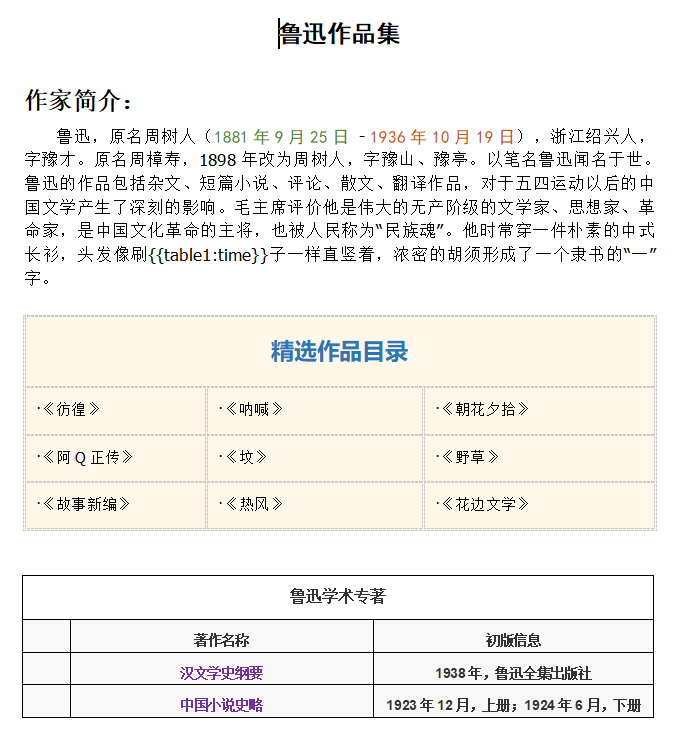 鲁迅作品集
作家简介：
鲁迅，原名周树人（1881 年 9 月 25 日 -1936 年 10 月 19 日），浙江绍兴人，
字豫才。原名周樟寿，1898 年改为周树人，字豫山、豫亭。以笔名鲁迅闻名于世。
鲁迅的作品包括杂文、短篇小说、评论、散文、翻译作品，对于五四运动以后的中
国文学产生了深刻的影响。毛主席评价他是伟大的无产阶级的文学家、思想家、革
命家，是中国文化革命的主将，也被人民称为“民族魂”。他时常穿一件朴素的中式
长衫，头发像刷{{table1:time}}子一样直竖着，浓密的胡须形成了一个隶书的“一”
字。
精选作品目录
·《彷徨》 ·《呐喊》 ·《朝花夕拾》
·《阿 Q 正传》 ·《坟》 ·《野草》
·《故事新编》 ·《热风》 ·《花边文学》
鲁迅学术专著
著作名称 初版信息
汉文学史纲要 1938 年，鲁迅全集出版社
中国小说史略 1923 年 12 月，上册；1924 年 6 月，下册